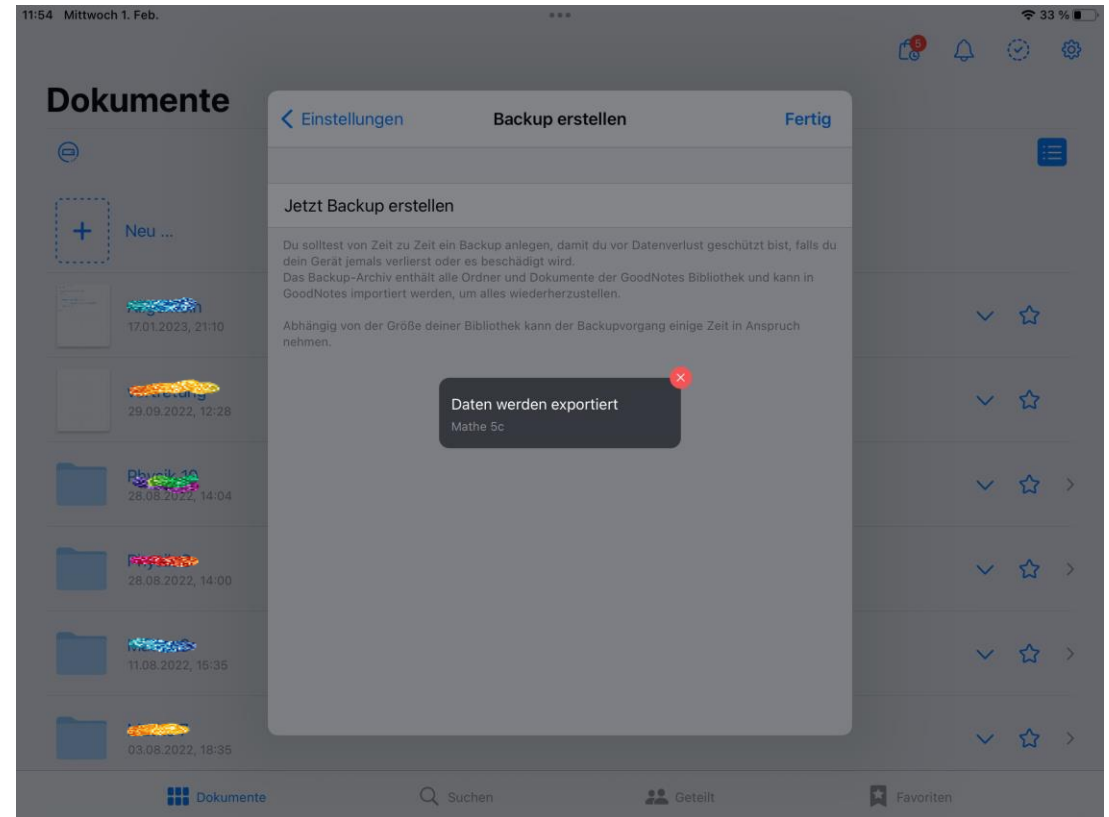 11:54 Mittwoch 1. Feb.
33 %
5
Dokumente
Einstellungen
Backup erstellen
Fertig
Jetzt Backup erstellen
Neu ...
Du solltest von Zeit zu Zeit ein Backup anlegen, damit du vor Datenverlust geschützt bist, falls du
dein Gerät jemals verlierst oder es beschädigt wird.
Das Backup-Archiv enthält alle Ordner und Dokumente der GoodNotes Bibliothek und kann in
GoodNotes importiert werden, um alles wiederherzustellen.
Abhängig von der Größe deiner Bibliothek kann der Backupvorgang einige Zeit in Anspruch
nehmen.
17.01.2023, 21:10
Daten werden exportiert
Mathe 5c
29.09.2022, 12:28
28.08.2022, 14:04
28.08.2022, 14:00
11.08.2022, 15:35
03.08.2022, 18:35
Dokumente
Suchen
Geteilt
Favoriten